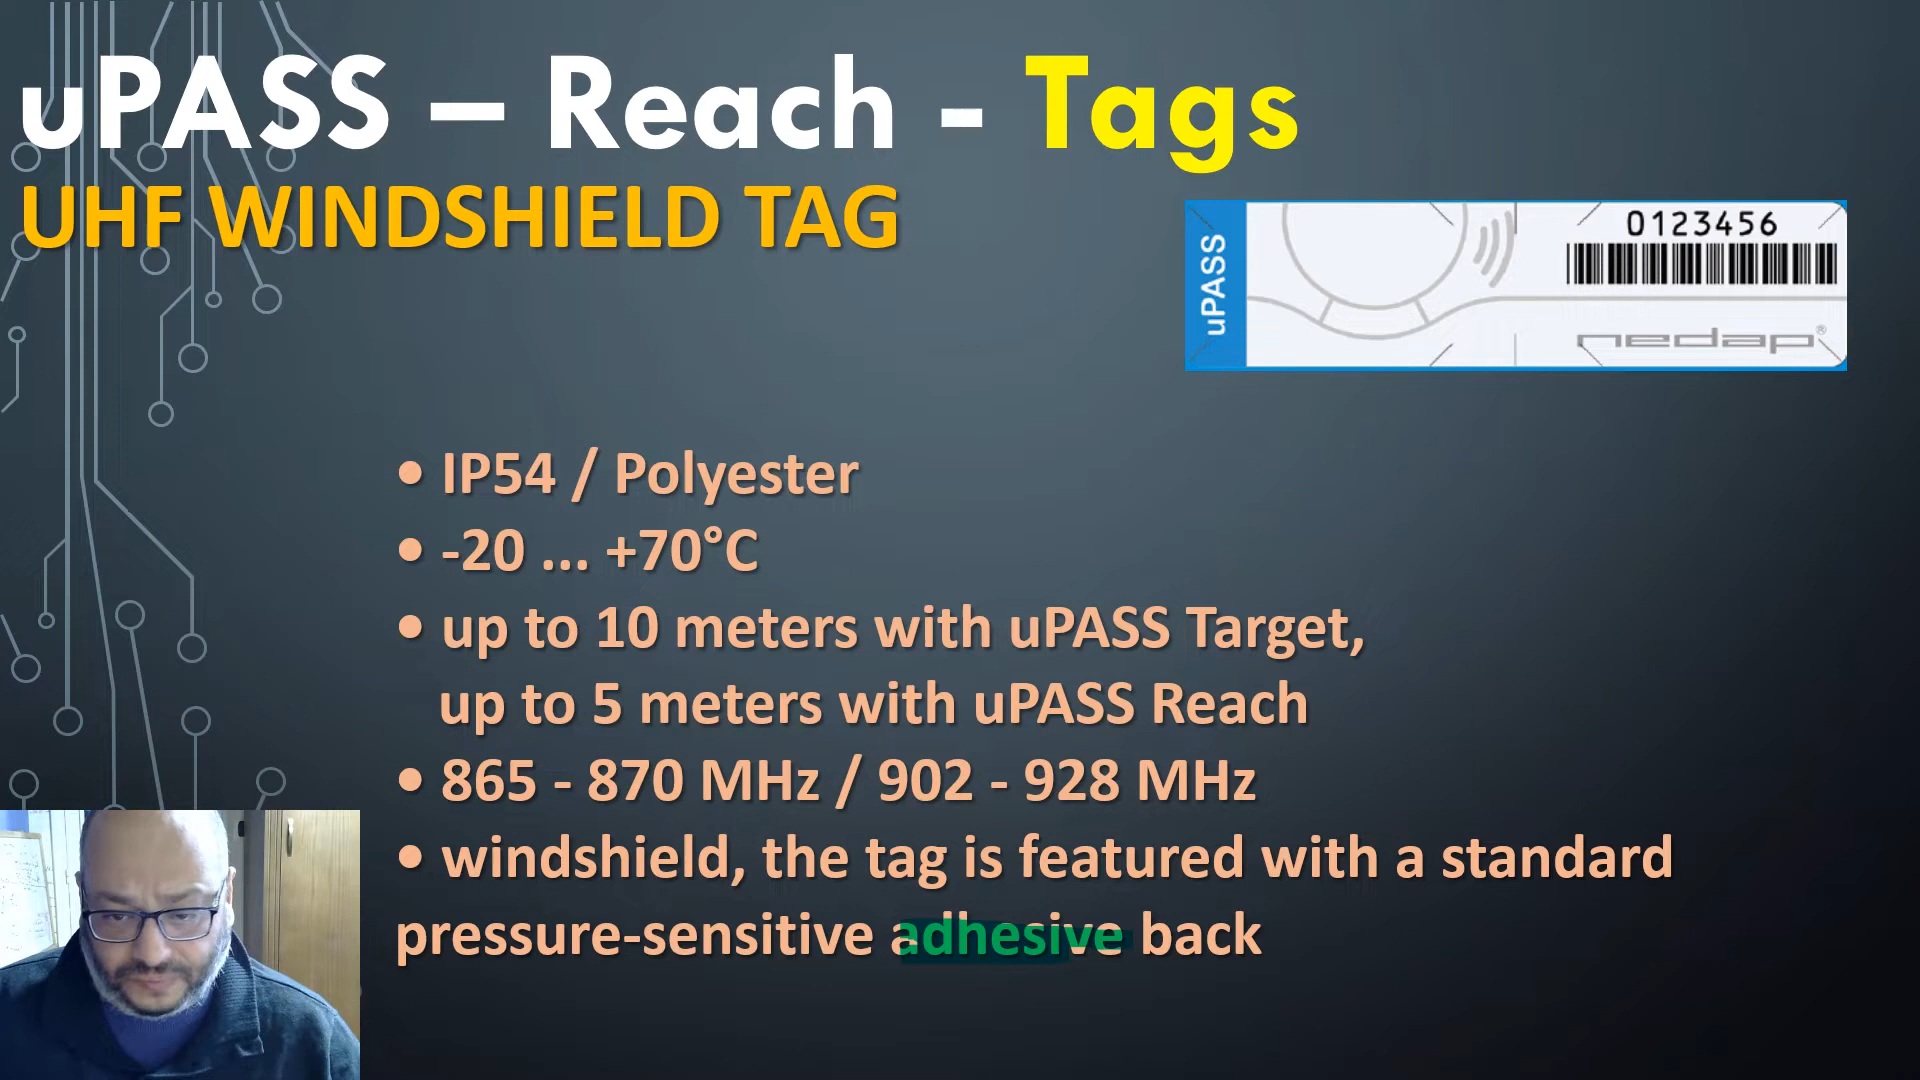 uPASS – Reach - Tags
UHF WINDSHIELD TAG
uPASS
0123456
nedap®
• IP54 / Polyester
• -20 ... +70°C
• up to 10 meters with uPASS Target,
up to 5 meters with uPASS Reach
• 865 - 870 MHz / 902 - 928 MHz
• windshield, the tag is featured with a standard
pressure-sensitive adhesive back